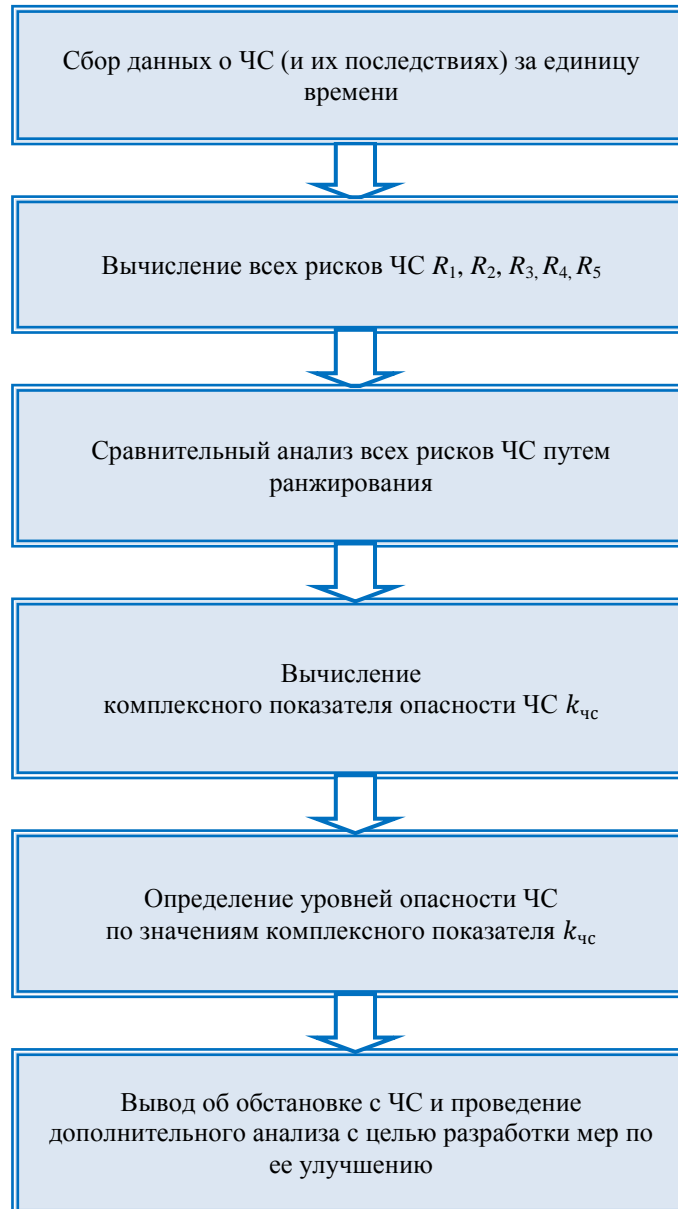 Сбор данных о ЧС (и их последствиях) за единицу
времени
Вычисление всех рисков ЧС R₁, R₂, R₃, R₄, R₅
Сравнительный анализ всех рисков ЧС путем
ранжирования
Вычисление
комплексного показателя опасности ЧС kчс
Определение уровней опасности ЧС
по значениям комплексного показателя kчс
Вывод об обстановке с ЧС и проведение
дополнительного анализа с целью разработки мер по
ее улучшению